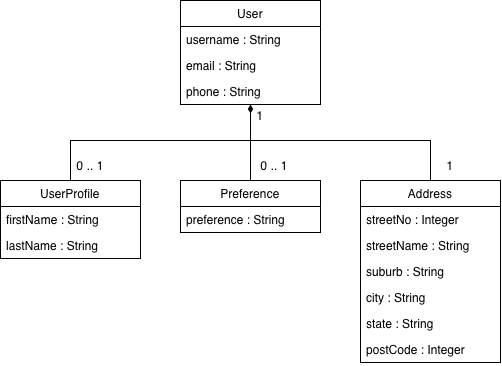 User
username : String
email : String
phone : String
1
0 .. 1
0 .. 1
1
UserProfile
firstName : String
lastName : String
Preference
preference : String
Address
streetNo : Integer
streetName : String
suburb : String
city : String
state : String
postCode : Integer